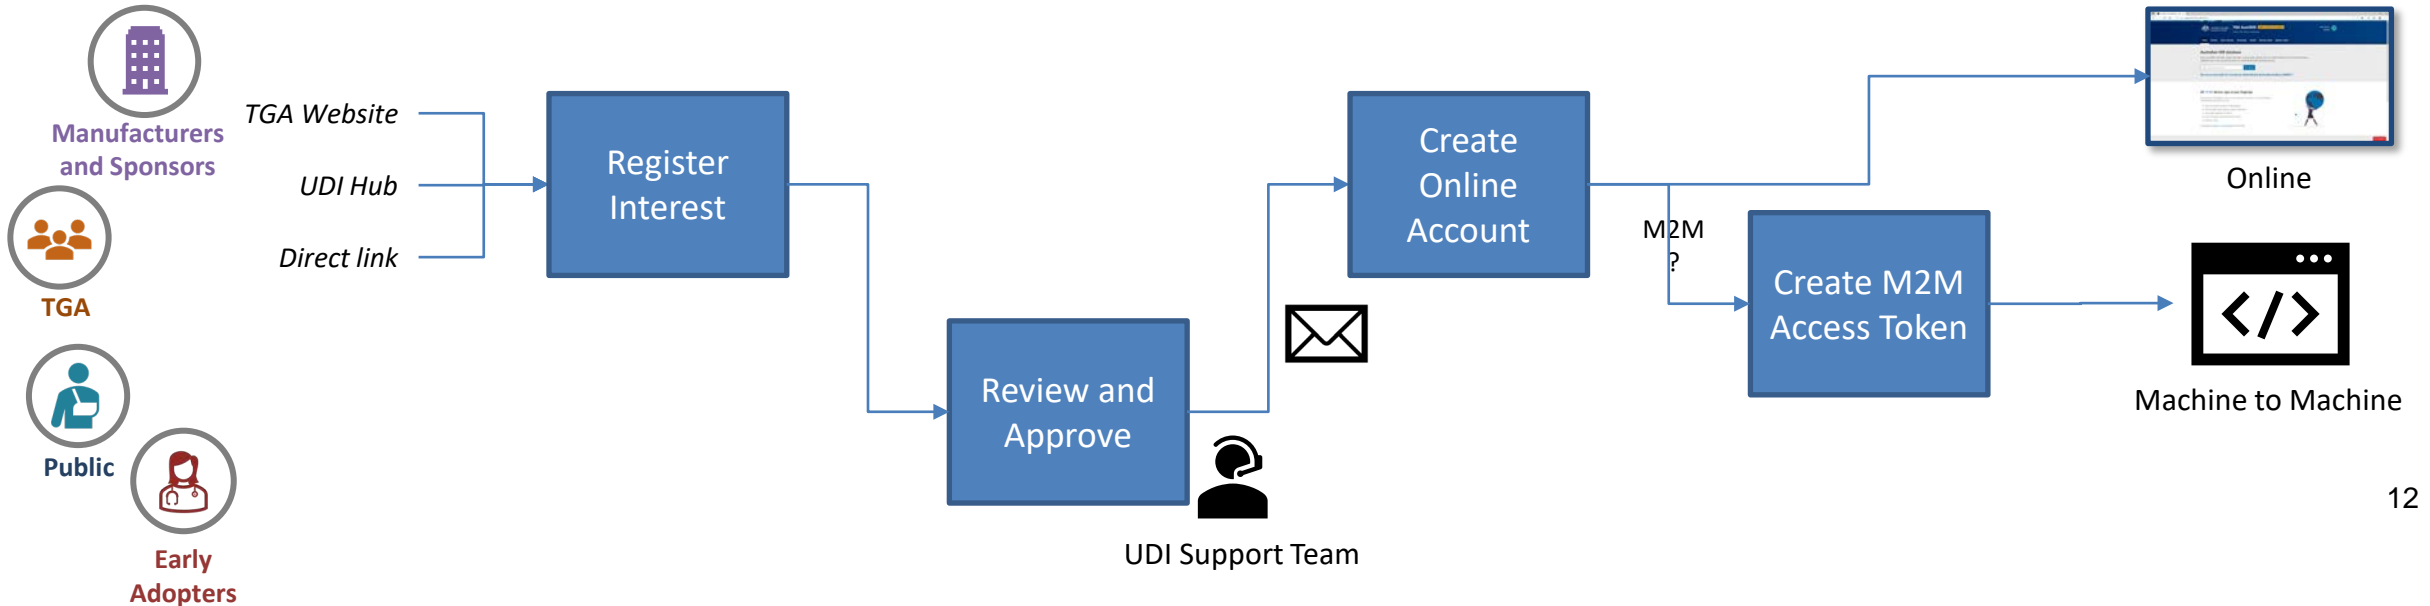 Manufacturers
and Sponsors
TGA
Public
Early
Adopters
TGA Website
UDI Hub
Direct link
Register
Interest
Review and
Approve
UDI Support Team
Create
Online
Account
M2M
?
Create M2M
Access Token
Online
Machine to Machine
12